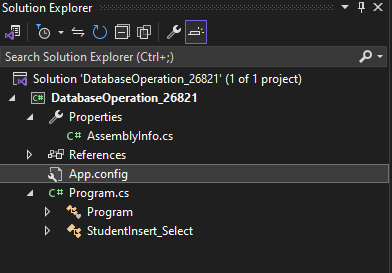 Solution Explorer
Search Solution Explorer (Ctrl+;)
Solution 'DatabaseOperation_26821' (1 of 1 project)
C# DatabaseOperation_26821
Properties
C# AssemblyInfo.cs
References
App.config
C# Program.cs
Program
StudentInsert_Select